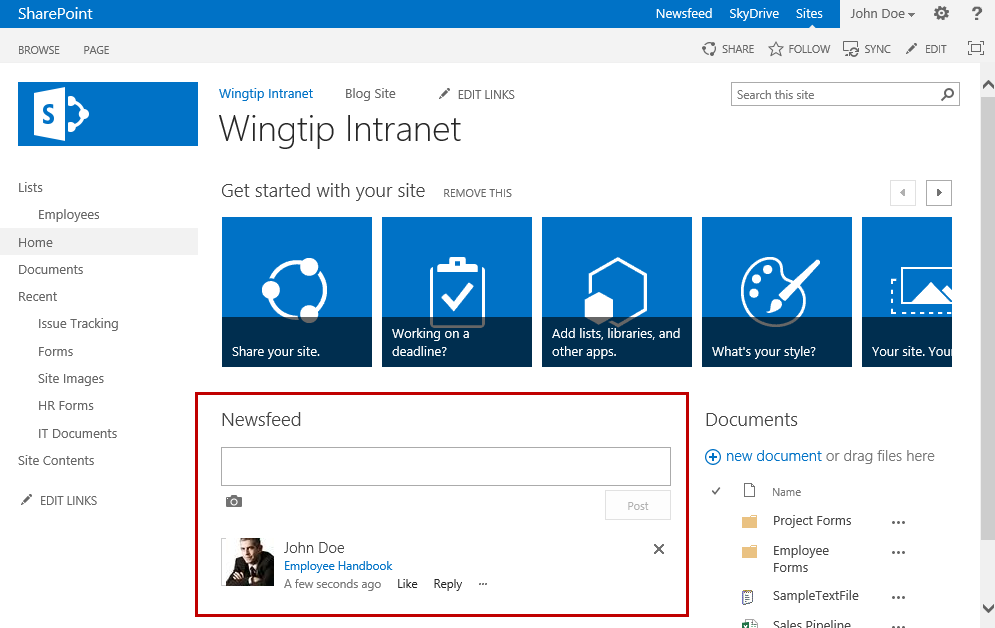 SharePoint
Newsfeed SkyDrive Sites John Doe ?
BROWSE PAGE
SHARE FOLLOW SYNC EDIT
S
Wingtip Intranet Blog Site EDIT LINKS
Search this site
Wingtip Intranet
Lists
Employees
Home
Documents
Recent
Issue Tracking
Forms
Site Images
HR Forms
IT Documents
Site Contents
EDIT LINKS
Get started with your site REMOVE THIS
Share your site.
Working on a
deadline?
Add lists, libraries, and
other apps.
What's your style?
Your site. You
Newsfeed
Post
John Doe
Employee Handbook
A few seconds ago Like Reply ...
Documents
new document or drag files here
Name
Project Forms ...
Employee ...
Forms
SampleTextFile ...
Sales Pipeline ...